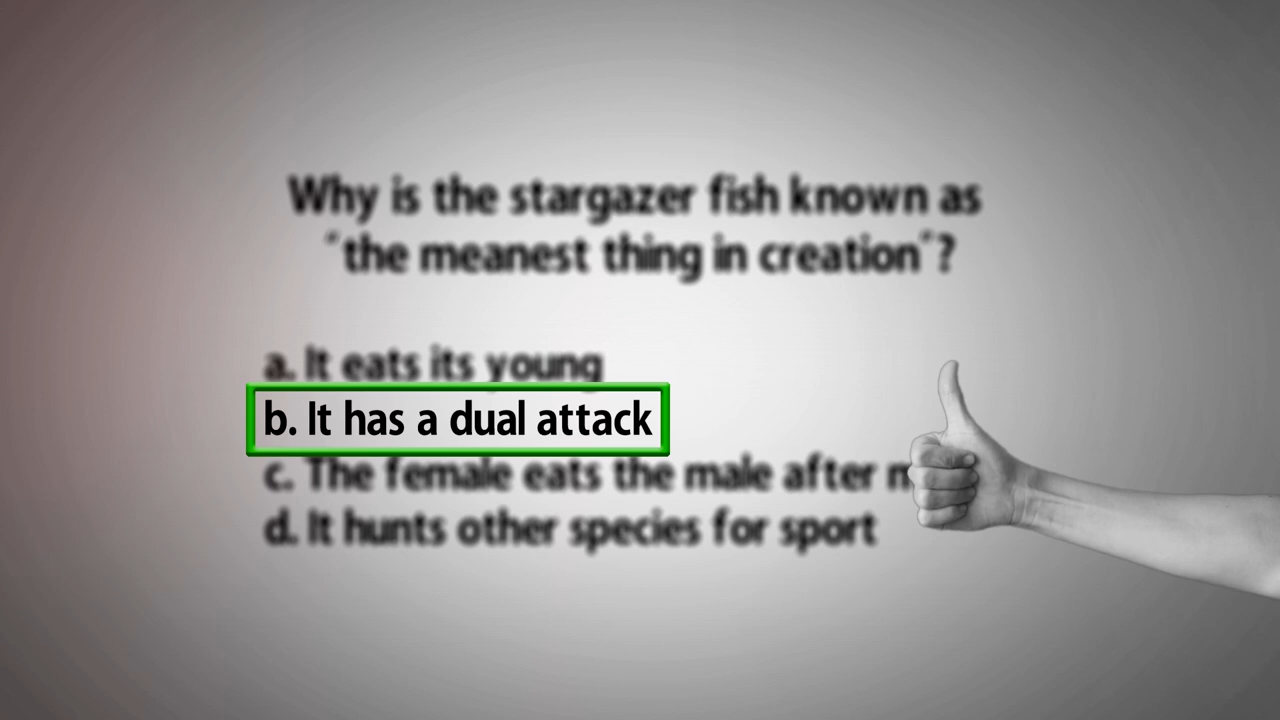 Why is the stargazer fish known as
´the meanest thing in creation´?
a. It eats its young
b. It has a dual attack
c. The female eats the male after
d. It hunts other species for sport